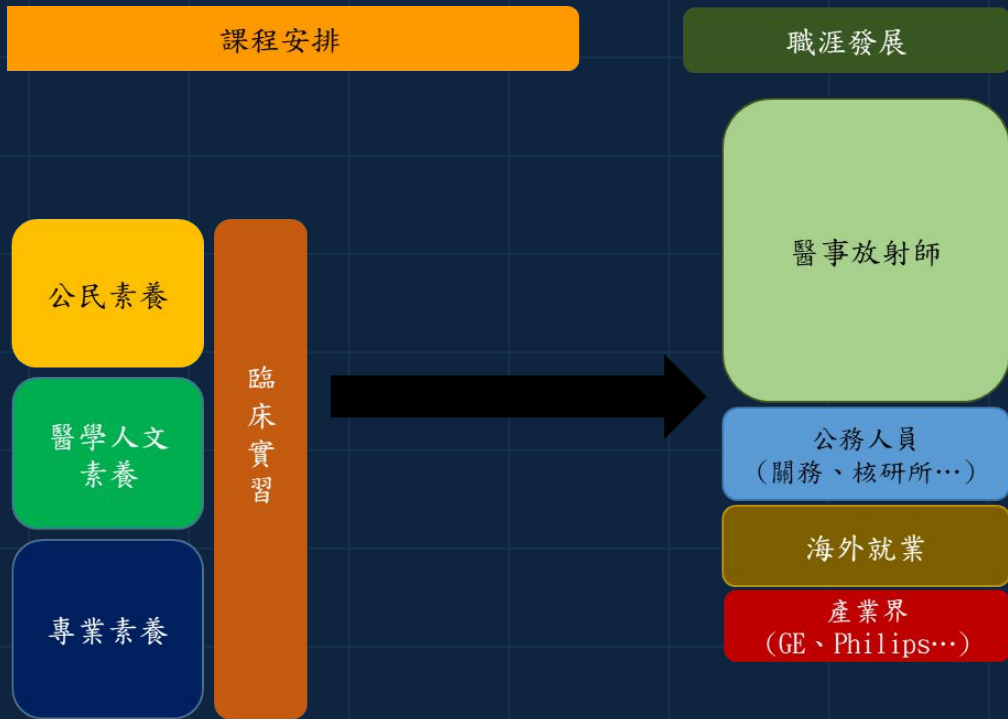 課程安排
職涯發展
公民素養
醫學人文
素養
專業素養
臨床實習
醫事放射師
公務人員
（關務、核研所…）
海外就業
產業界
（GE、Philips…）